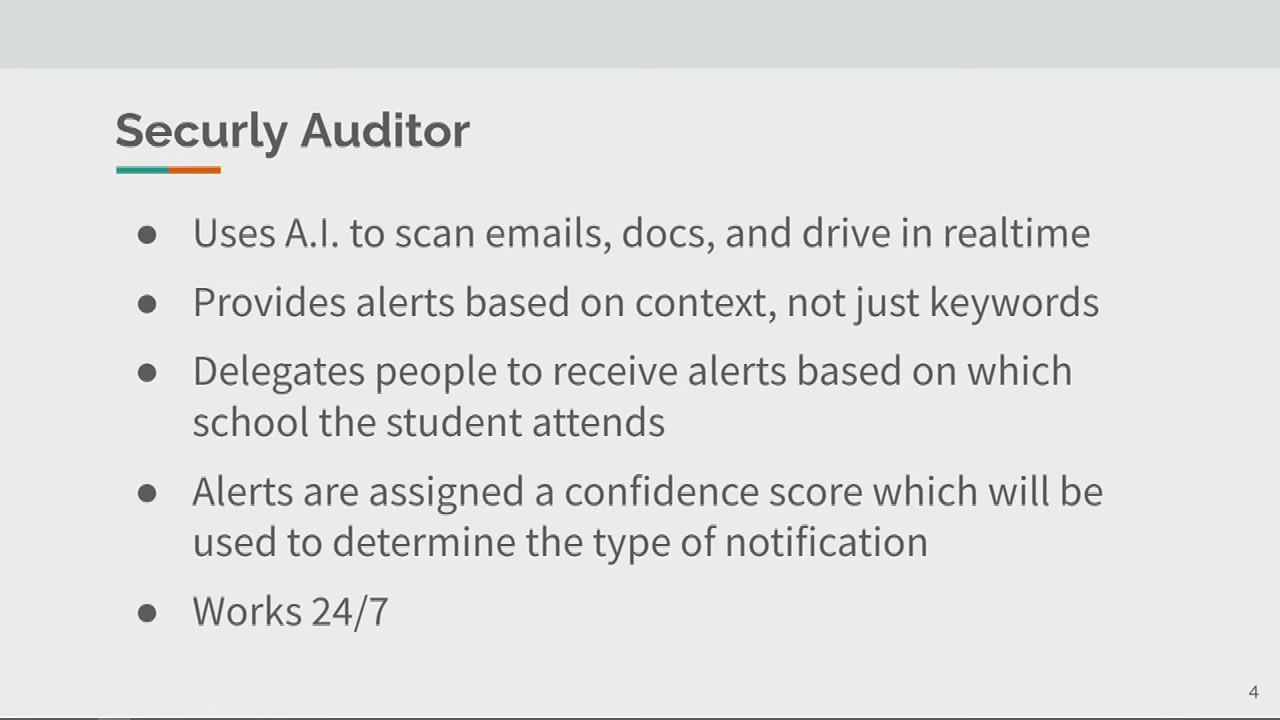 Securly Auditor
● Uses A.I. to scan emails, docs, and drive in realtime
● Provides alerts based on context, not just keywords
● Delegates people to receive alerts based on which
school the student attends
● Alerts are assigned a confidence score which will be
used to determine the type of notification
● Works 24/7
4